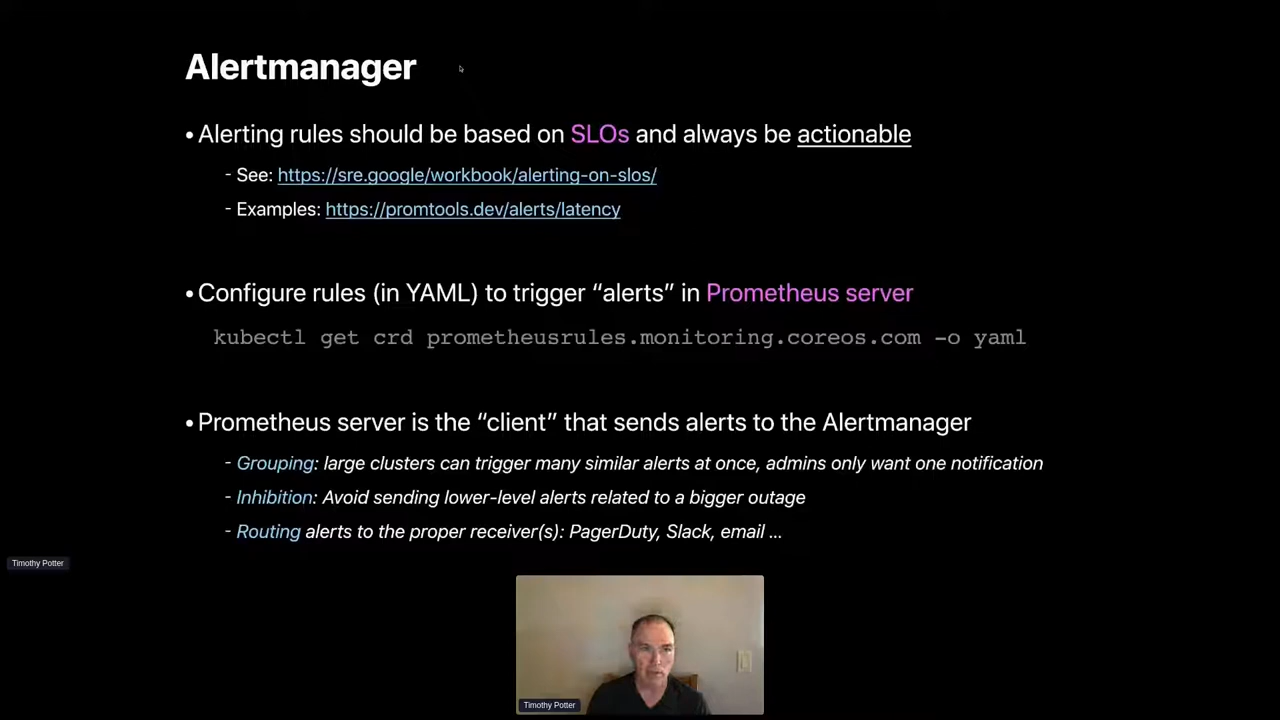 Alertmanager
• Alerting rules should be based on SLOs and always be actionable
- See: https://sre.google/workbook/alerting-on-slos/
- Examples: https://promtools.dev/alerts/latency
• Configure rules (in YAML) to trigger “alerts” in Prometheus server
kubectl get crd prometheusrules.monitoring.coreos.com -o yaml
• Prometheus server is the “client” that sends alerts to the Alertmanager
- Grouping: large clusters can trigger many similar alerts at once, admins only want one notification
- Inhibition: Avoid sending lower-level alerts related to a bigger outage
- Routing alerts to the proper receiver(s): PagerDuty, Slack, email ...
Timothy Potter
Timothy Potter